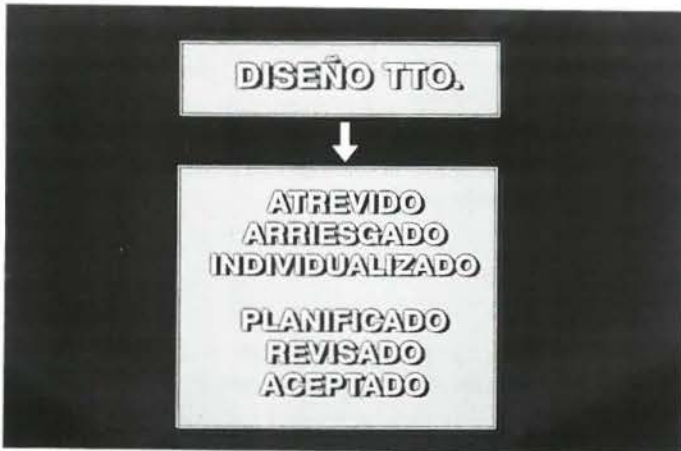 DISEÑO TTO.
ATREVIDO
ARRIESGADO
INDIVIDUALIZADO
PLANIFICADO
REVISADO
ACEPTADO